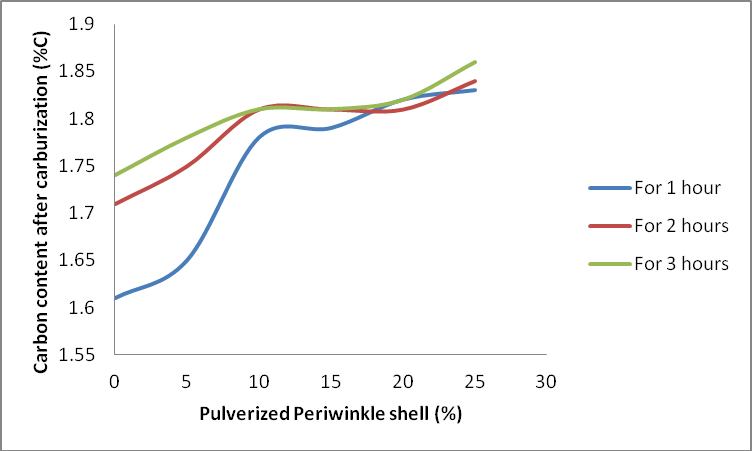 1.9
1.85
1.8
1.75
1.7
1.65
1.6
1.55
Carbon content after carburization (%C)
0 5 10 15 20 25 30
Pulverized Periwinkle shell (%)
For 1 hour
For 2 hours
For 3 hours